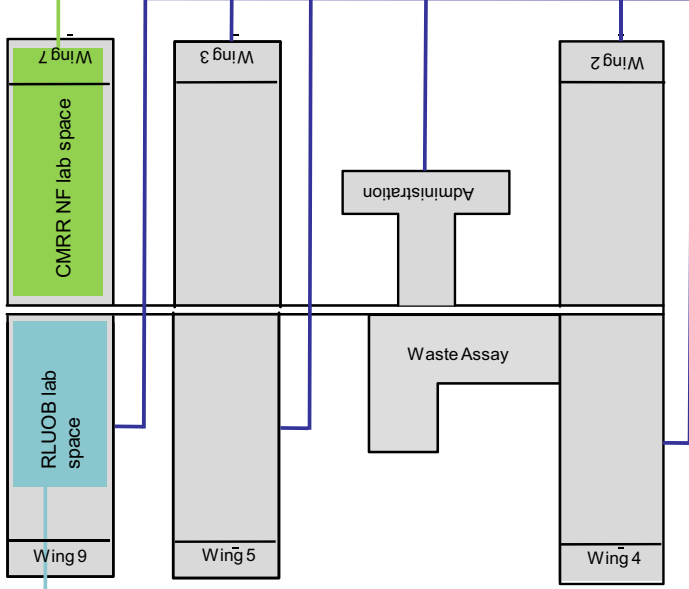 Wing 7
Wing 3
Wing 2
CMRR NF lab space
Administration
Waste Assay
RLUOB lab
space
Wing 9
Wing 5
Wing 4